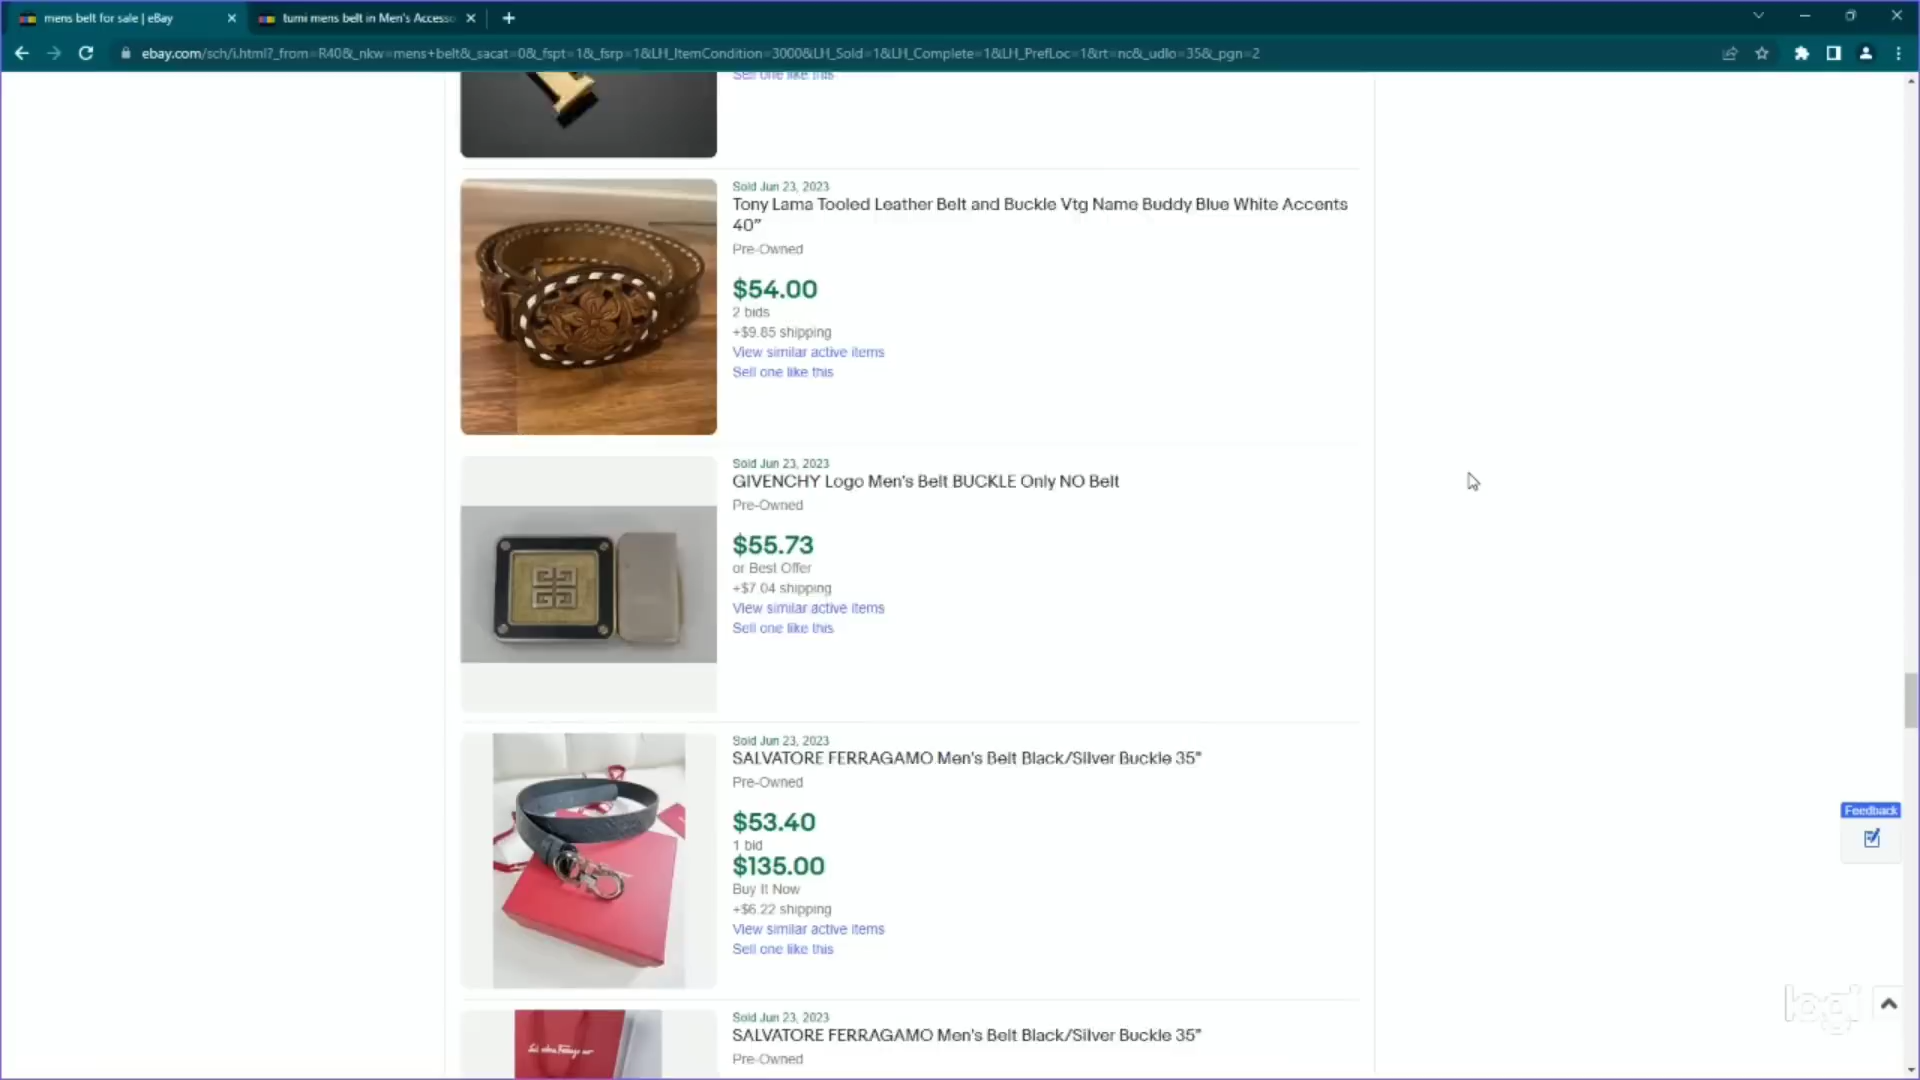 mens belt for sale | eBay
tumi mens belt in Men's Accesso
ebay.com/sch/i.html?_from=R40&_nkw=mens+belt&_sacat=0&_fspt=1&_fsrp=1&LH_ItemCondition=3000&LH_Sold=1&LH_Complete=1&LH_PrefLoc=1&rt=nc&_udlo=35&_pgn=2
Sell one like this
Sold Jun 23, 2023
Tony Lama Tooled Leather Belt and Buckle Vtg Name Buddy Blue White Accents
40”
Pre-Owned
$54.00
2 bids
+$9.85 shipping
View similar active items
Sell one like this
Sold Jun 23, 2023
GIVENCHY Logo Men's Belt BUCKLE Only NO Belt
Pre-Owned
$55.73
or Best Offer
+$7.04 shipping
View similar active items
Sell one like this
Sold Jun 23, 2023
SALVATORE FERRAGAMO Men's Belt Black/Silver Buckle 35"
Pre-Owned
$53.40
1 bid
$135.00
Buy It Now
+$6.22 shipping
View similar active items
Sell one like this
Feedback
logi
Sold Jun 23, 2023
SALVATORE FERRAGAMO Men's Belt Black/Silver Buckle 35"
Pre-Owned
Salvatore Ferragamo